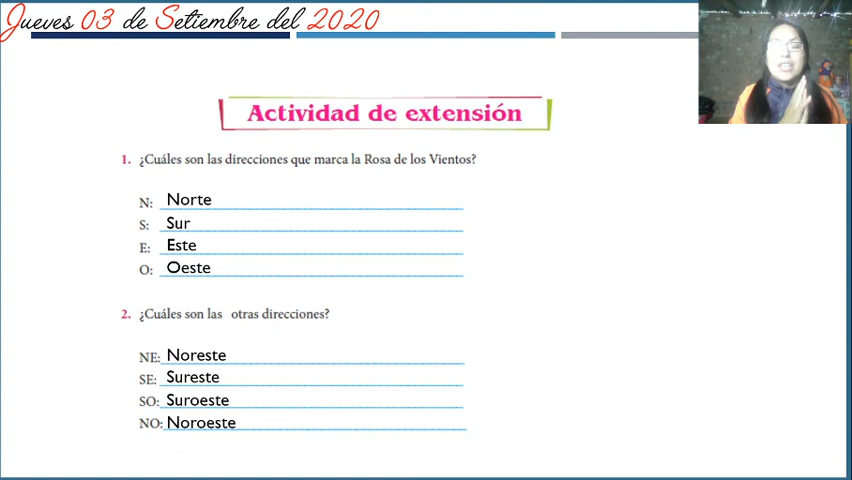 Jueves 03 de Setiembre del 2020
Actividad de extensión
1. ¿Cuáles son las direcciones que marca la Rosa de los Vientos?
N: Norte
S: Sur
E: Este
O: Oeste
2. ¿Cuáles son las otras direcciones?
NE: Noreste
SE: Sureste
SO: Suroeste
NO: Noroeste